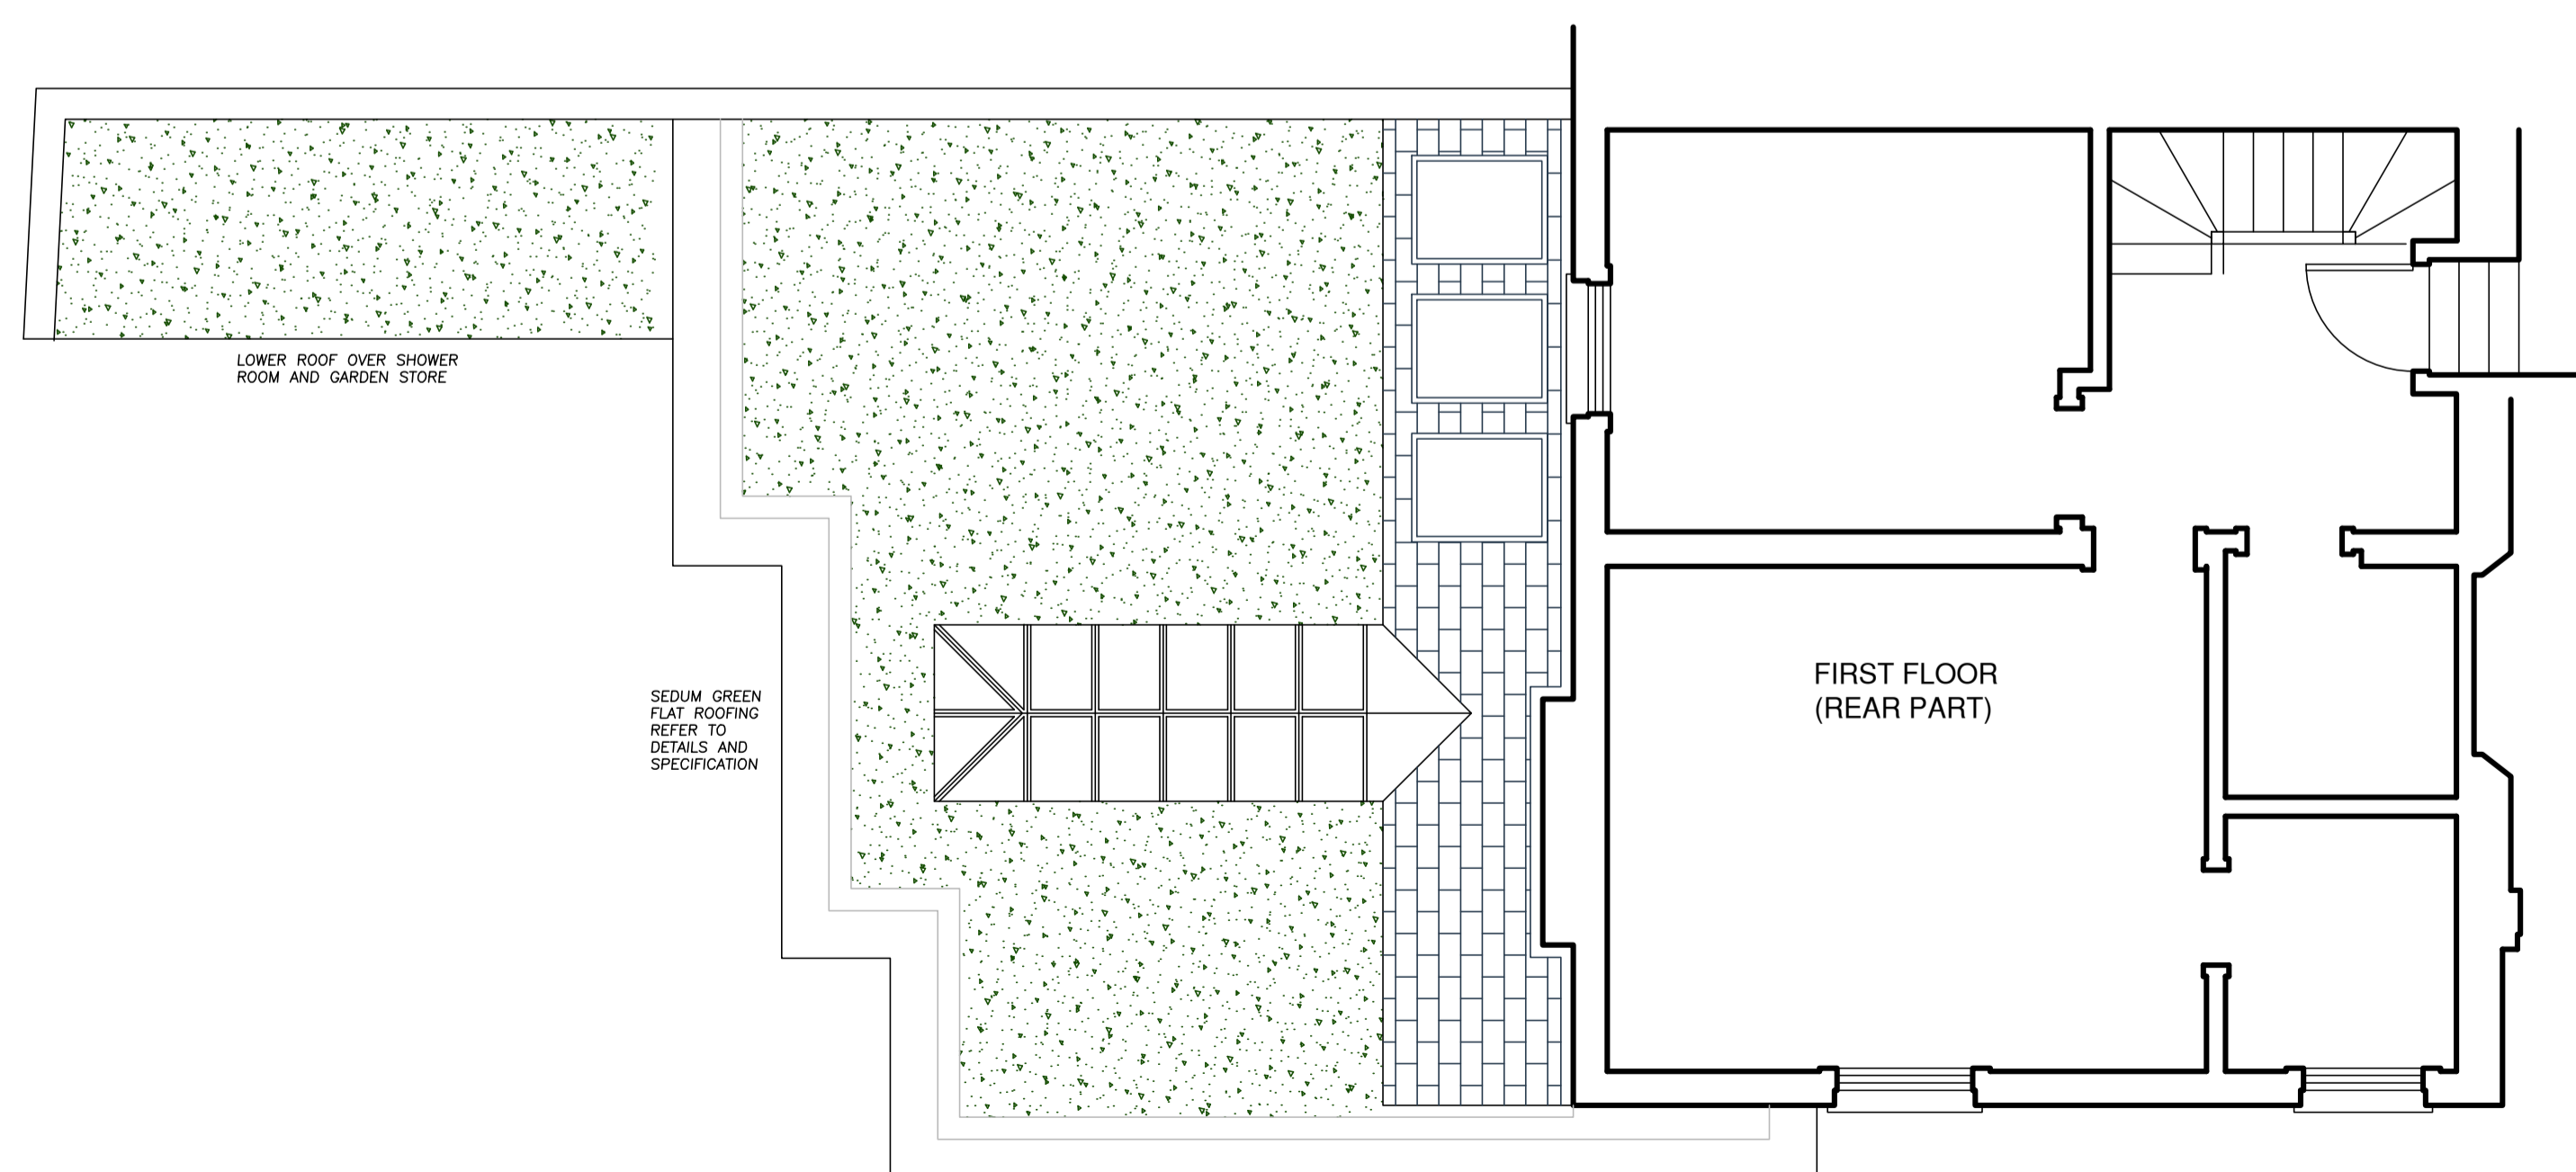 LOWER ROOF OVER SHOWER
ROOM AND GARDEN STORE
SEDUM GREEN
FLAT ROOFING
REFER TO
DETAILS AND
SPECIFICATION
FIRST FLOOR
(REAR PART)